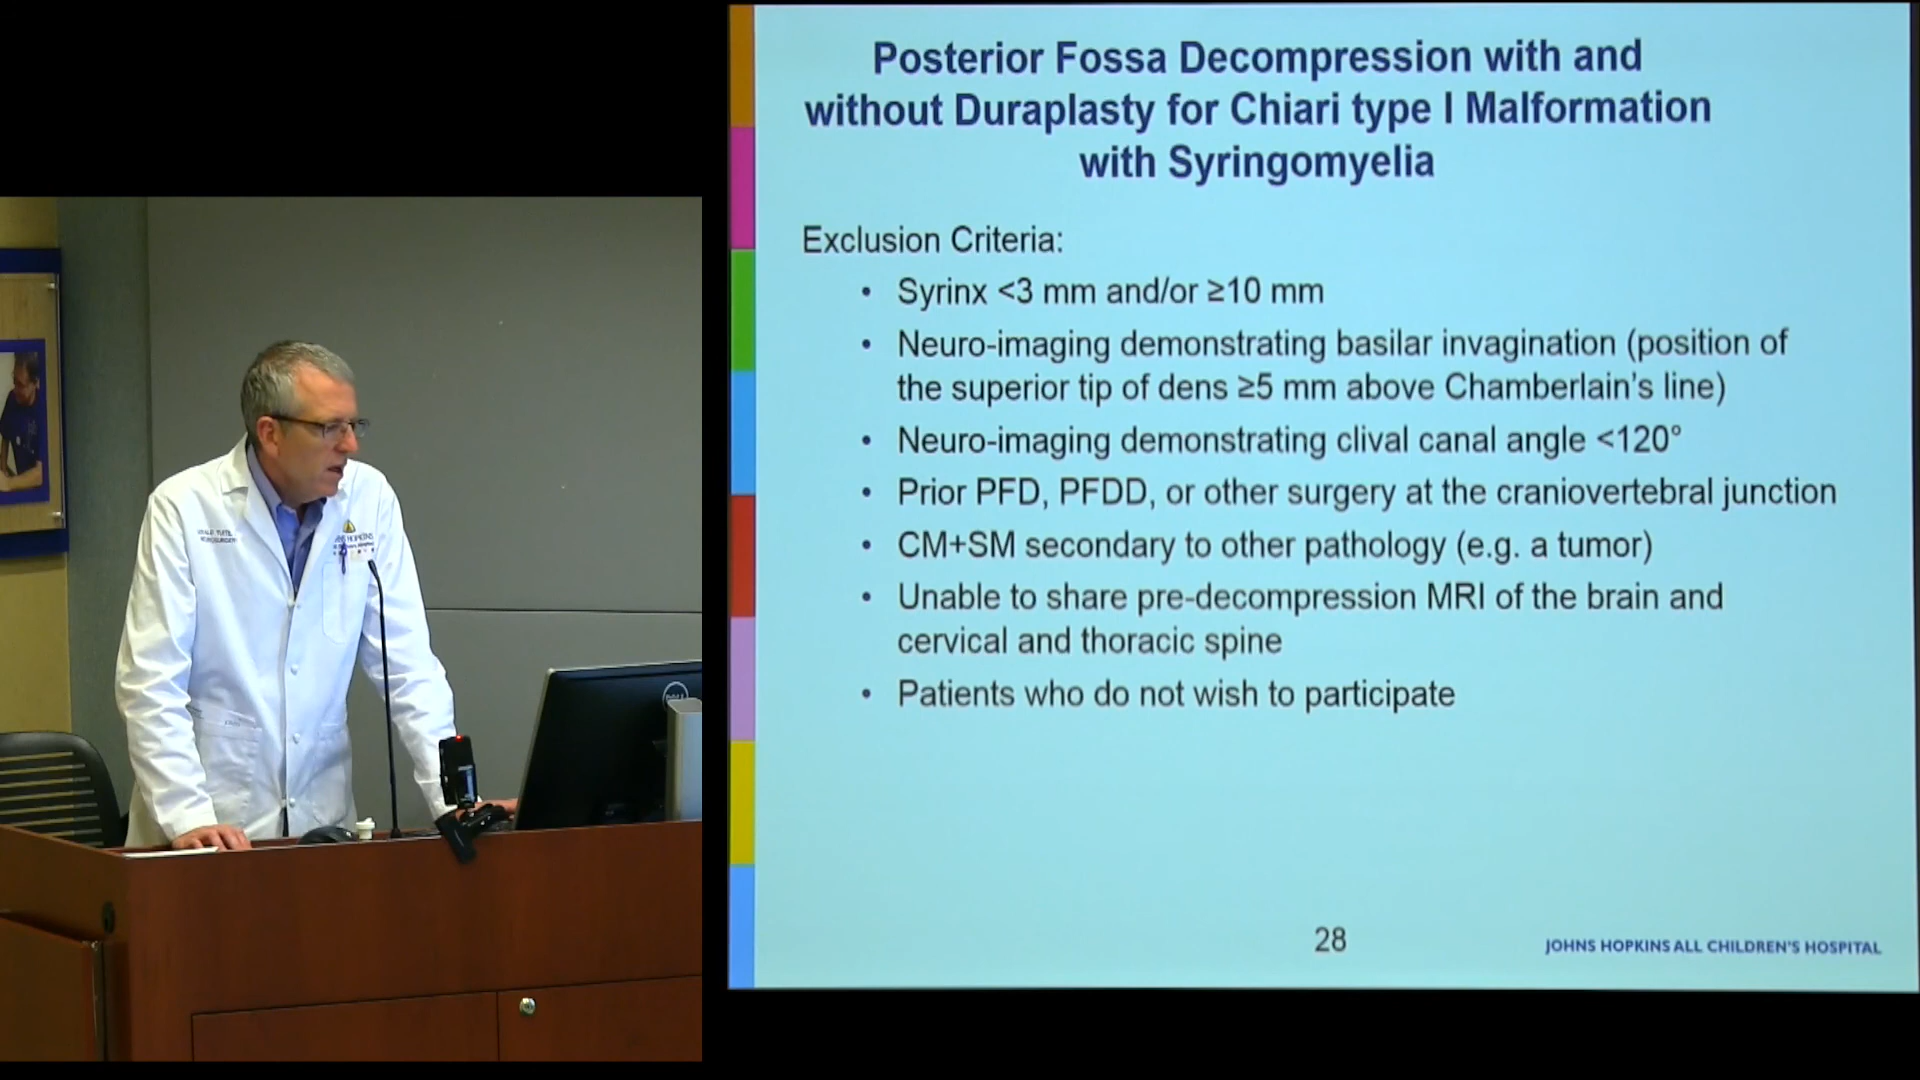 Posterior Fossa Decompression with and
without Duraplasty for Chiari type I Malformation
with Syringomyelia
Exclusion Criteria:
• Syrinx <3 mm and/or ≥10 mm
• Neuro-imaging demonstrating basilar invagination (position of
the superior tip of dens ≥5 mm above Chamberlain's line)
• Neuro-imaging demonstrating clival canal angle <120°
• Prior PFD, PFDD, or other surgery at the craniovertebral junction
• CM+SM secondary to other pathology (e.g. a tumor)
• Unable to share pre-decompression MRI of the brain and
cervical and thoracic spine
• Patients who do not wish to participate
28
JOHNS HOPKINS ALL CHILDREN'S HOSPITAL
DELL